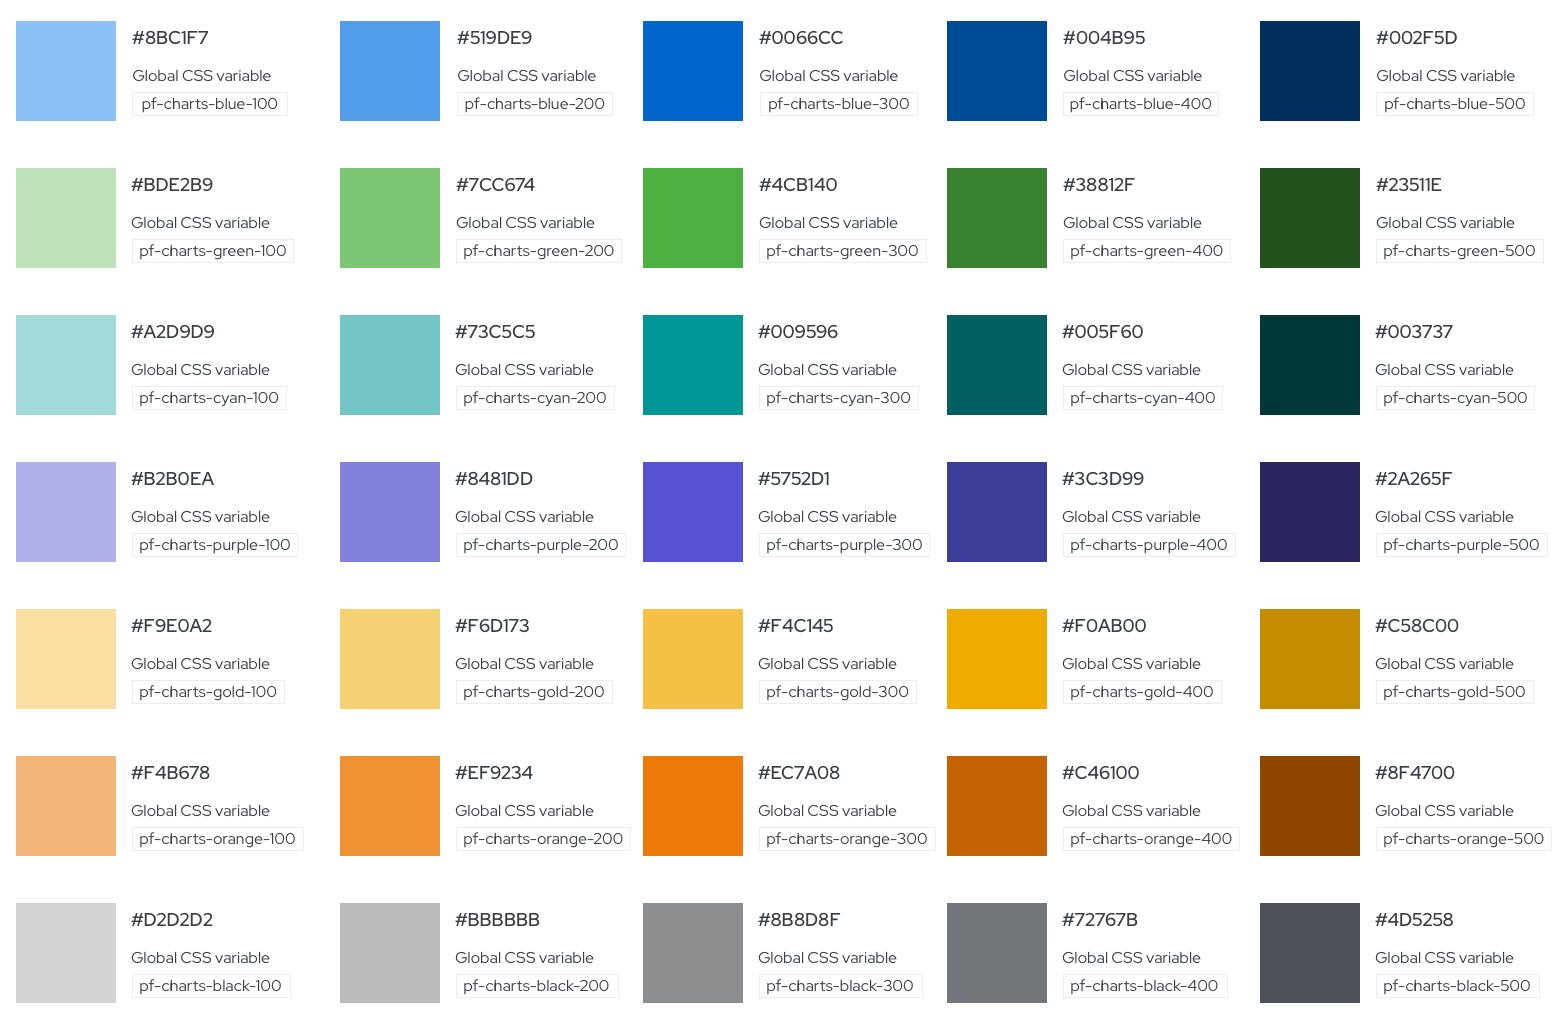 #8BC1F7
Global CSS variable
pf-charts-blue-100
#519DE9
Global CSS variable
pf-charts-blue-200
#0066CC
Global CSS variable
pf-charts-blue-300
#004B95
Global CSS variable
pf-charts-blue-400
#002F5D
Global CSS variable
pf-charts-blue-500
#BDE2B9
Global CSS variable
pf-charts-green-100
#7CC674
Global CSS variable
pf-charts-green-200
#4CB140
Global CSS variable
pf-charts-green-300
#38812F
Global CSS variable
pf-charts-green-400
#23511E
Global CSS variable
pf-charts-green-500
#A2D9D9
Global CSS variable
pf-charts-cyan-100
#73C5C5
Global CSS variable
pf-charts-cyan-200
#009596
Global CSS variable
pf-charts-cyan-300
#005F60
Global CSS variable
pf-charts-cyan-400
#003737
Global CSS variable
pf-charts-cyan-500
#B2B0EA
Global CSS variable
pf-charts-purple-100
#8481DD
Global CSS variable
pf-charts-purple-200
#5752D1
Global CSS variable
pf-charts-purple-300
#3C3D99
Global CSS variable
pf-charts-purple-400
#2A265F
Global CSS variable
pf-charts-purple-500
#F9E0A2
Global CSS variable
pf-charts-gold-100
#F6D173
Global CSS variable
pf-charts-gold-200
#F4C145
Global CSS variable
pf-charts-gold-300
#F0AB00
Global CSS variable
pf-charts-gold-400
#C58C00
Global CSS variable
pf-charts-gold-500
#F4B678
Global CSS variable
pf-charts-orange-100
#EF9234
Global CSS variable
pf-charts-orange-200
#EC7A08
Global CSS variable
pf-charts-orange-300
#C46100
Global CSS variable
pf-charts-orange-400
#8F4700
Global CSS variable
pf-charts-orange-500
#D2D2D2
Global CSS variable
pf-charts-black-100
#BBBBBB
Global CSS variable
pf-charts-black-200
#8B8D8F
Global CSS variable
pf-charts-black-300
#72767B
Global CSS variable
pf-charts-black-400
#4D5258
Global CSS variable
pf-charts-black-500